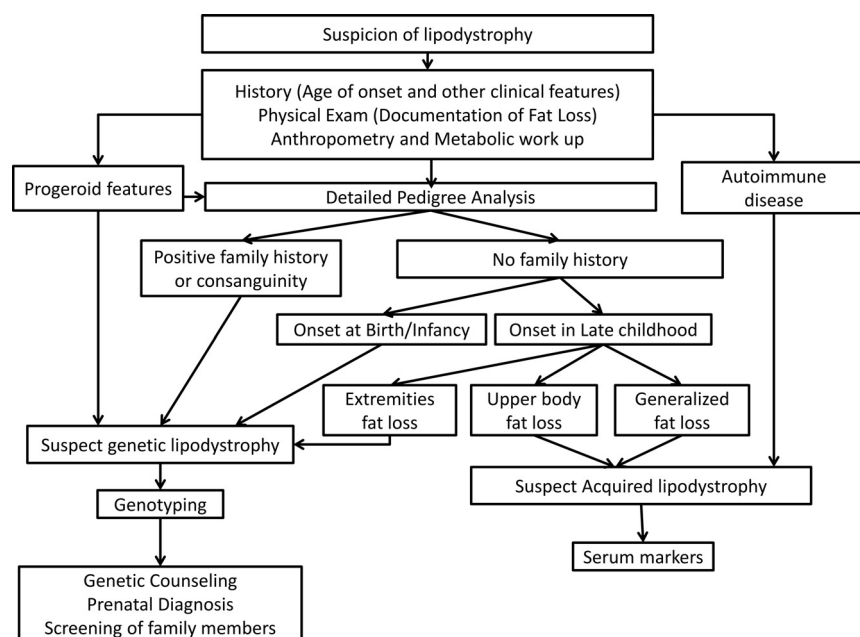 Suspicion of lipodystrophy
History (Age of onset and other clinical features)
Physical Exam (Documentation of Fat Loss)
Anthropometry and Metabolic work up
Progeroid features
Detailed Pedigree Analysis
Autoimmune
disease
Positive family history
or consanguinity
No family history
Onset at Birth/Infancy
Onset in Late childhood
Extremities
fat loss
Upper body
fat loss
Generalized
fat loss
Suspect genetic lipodystrophy
Suspect Acquired lipodystrophy
Genotyping
Serum markers
Genetic Counseling
Prenatal Diagnosis
Screening of family members